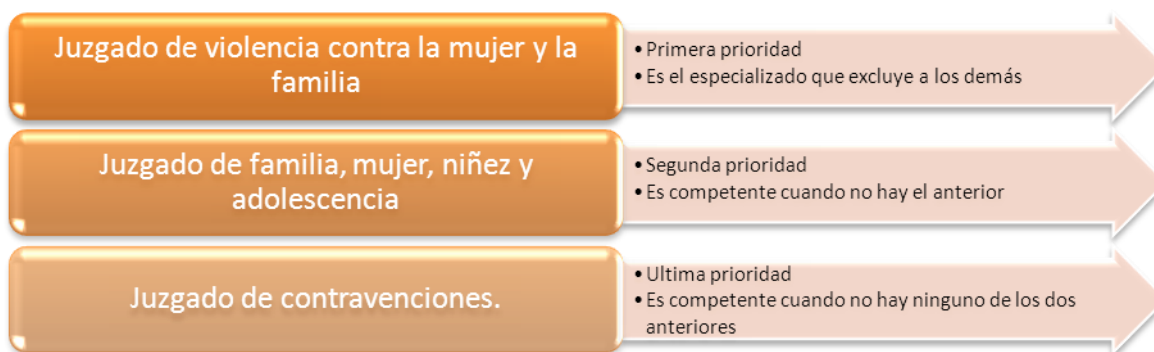 Juzgado de violencia contra la mujer y la
familia
• Primera prioridad
• Es el especializado que excluye a los demás
Juzgado de familia, mujer, niñez y
adolescencia
• Segunda prioridad
• Es competente cuando no hay el anterior
Juzgado de contravenciones.
• Ultima prioridad
• Es competente cuando no hay ninguno de los dos
anteriores